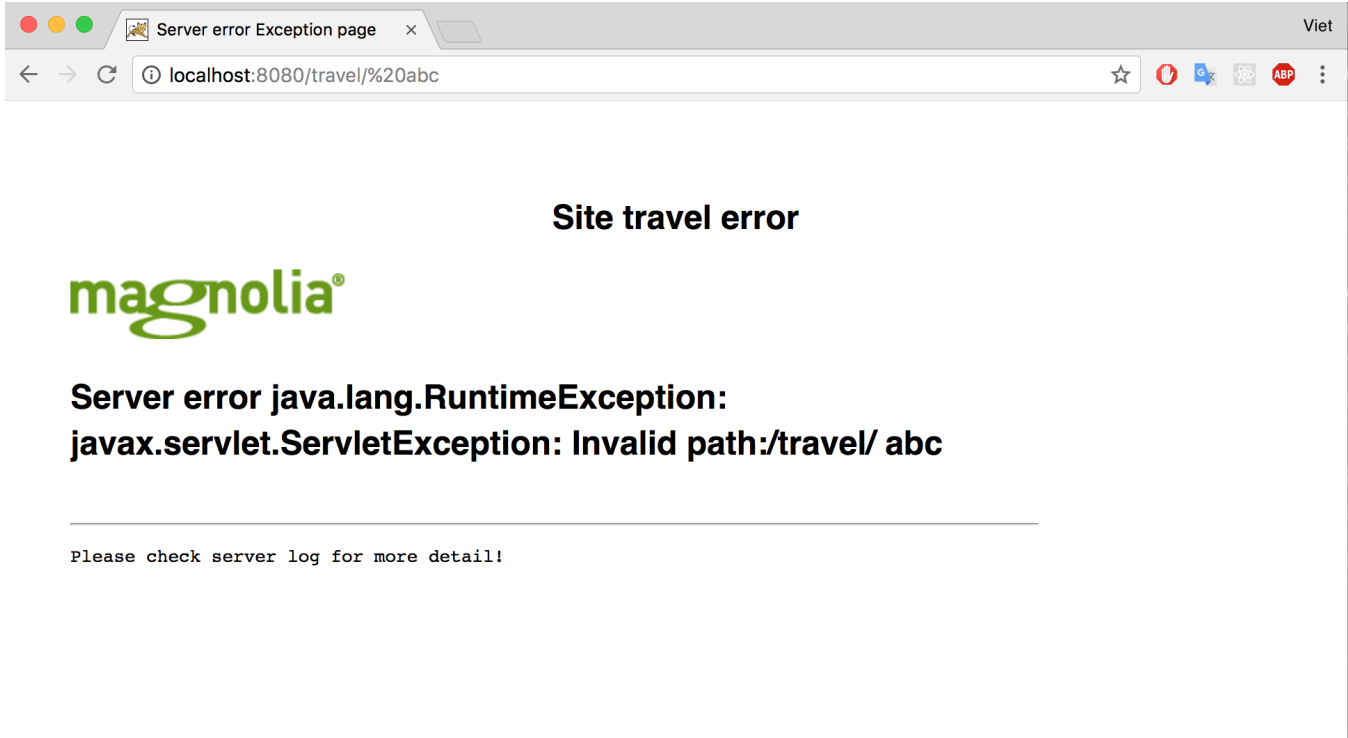 Server error Exception page
Viet
localhost:8080/travel/%20abc
ABP
Site travel error
magnolia®
Server error java.lang.RuntimeException:
javax.servlet.ServletException: Invalid path:/travel/ abc
Please check server log for more detail!